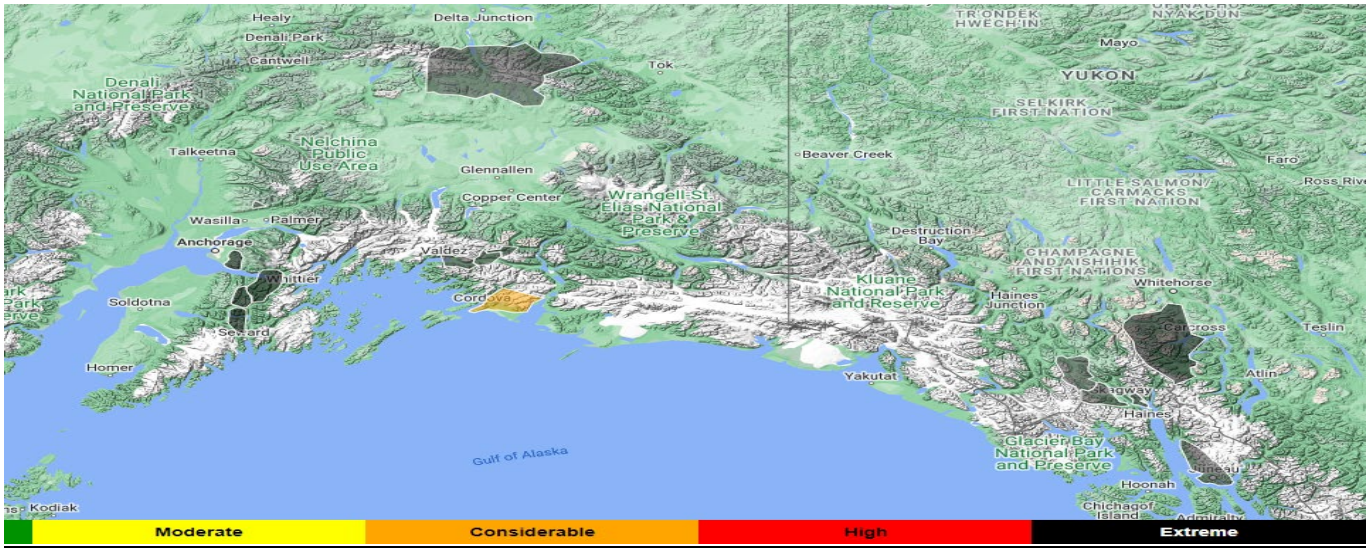 Healy
Delta Junction
TR'ONDEK
HWECH'IN
NYAK DUN
Denali Park
Mayo
Cantwell
Tok
YUKON
Denali
National Park
and Preserve
SELKIRK
FIRST NATION
Nelchina
Public
Use Area
Talkeetna
Beaver Creek
Faro
Glennallen
Ross Rive
LITTLE SALMON/
CARMACKS
FIRST NATION
Copper Center
Wrangell-St.
Elias National
Park &
Preserve
Wasilla
Palmer
Destruction
Bay
Anchorage
Valdez
CHAMPAGNE
AND AISHIHIK
FIRST NATIONS
Whittier
Kluane
National Park
and Reserve
Whitehorse
Haines
Junction
ark
Park
erve
Soldotna
Cordova
Seward
Carcross
Teslin
Homer
Yakutat
Atlin
Skagway
Haines
Gulf of Alaska
Glacier Bay
National Park
and Preserve
Juneau
Hoonah
Kodiak
Chichagof
Island
Admiralty
Moderate
Considerable
High
Extreme